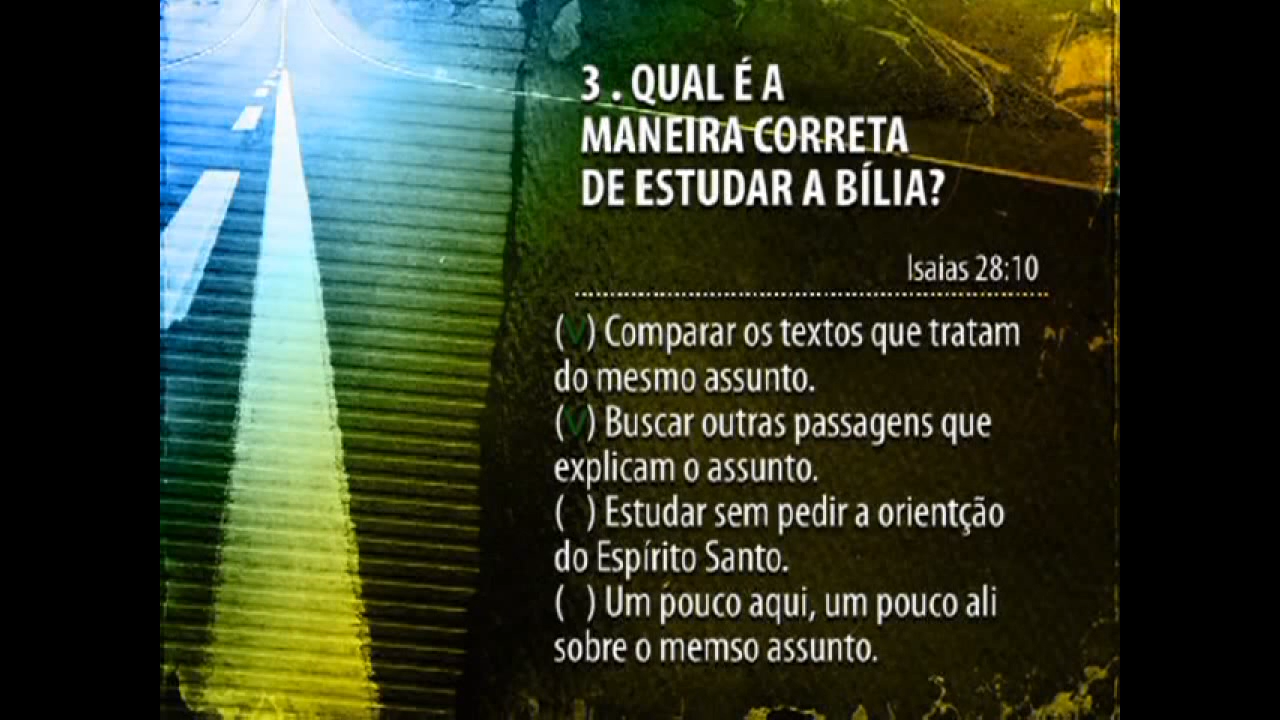 3 . QUAL É A
MANEIRA CORRETA
DE ESTUDAR A BÍLIA?
Isaias 28:10
(V) Comparar os textos que tratam
do mesmo assunto.
(V) Buscar outras passagens que
explicam o assunto.
( ) Estudar sem pedir a orientção
do Espírito Santo.
( ) Um pouco aqui, um pouco ali
sobre o memso assunto.